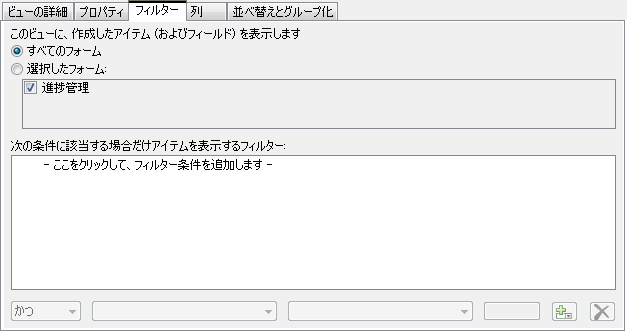 ビューの詳細 プロパティ フィルター 列 並べ替えとグループ化
このビューに、作成したアイテム (およびフィールド) を表示します
すべてのフォーム
選択したフォーム:
進捗管理
次の条件に該当する場合だけアイテムを表示するフィルター:
- ここをクリックして、フィルター条件を追加します -
かつ